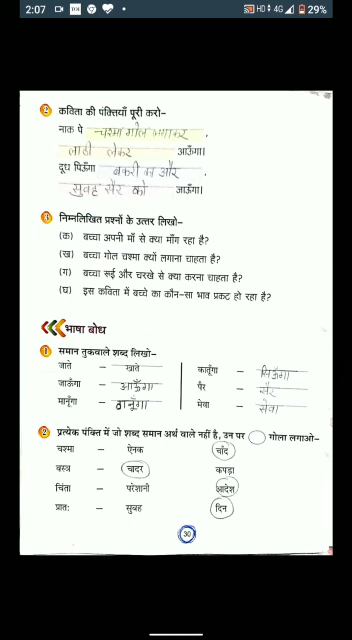 2:07 HD 4G 29%
2 कविता की पंक्तियाँ पूरी करो–
नाक पे चश्मा गोल लगाकर ,
लाठी लेकर आऊँगा।
दूध पिऊँगा बकरी का और ,
सुबह सैर को जाऊँगा।
3 निम्नलिखित प्रश्नों के उत्तर लिखो–
(क) बच्चा अपनी माँ से क्या माँग रहा है?
(ख) बच्चा गोल चश्मा क्यों लगाना चाहता है?
(ग) बच्चा रूई और चरखे से क्या करना चाहता है?
(घ) इस कविता में बच्चे का कौन-सा भाव प्रकट हो रहा है?
भाषा बोध
1 समान तुकवाले शब्द लिखो–
जाते – खाते कातूँगा –
जाऊँगा – आऊँगा पैर – सैर
मानूँगा – मेवा – सेवा
2 प्रत्येक पंक्ति में जो शब्द समान अर्थ वाले नहीं है, उन पर गोला लगाओ–
चश्मा – ऐनक चाँद
वस्त्र – चादर कपड़ा
चिंता – परेशानी आदेश
प्रातः – सुबह दिन
30